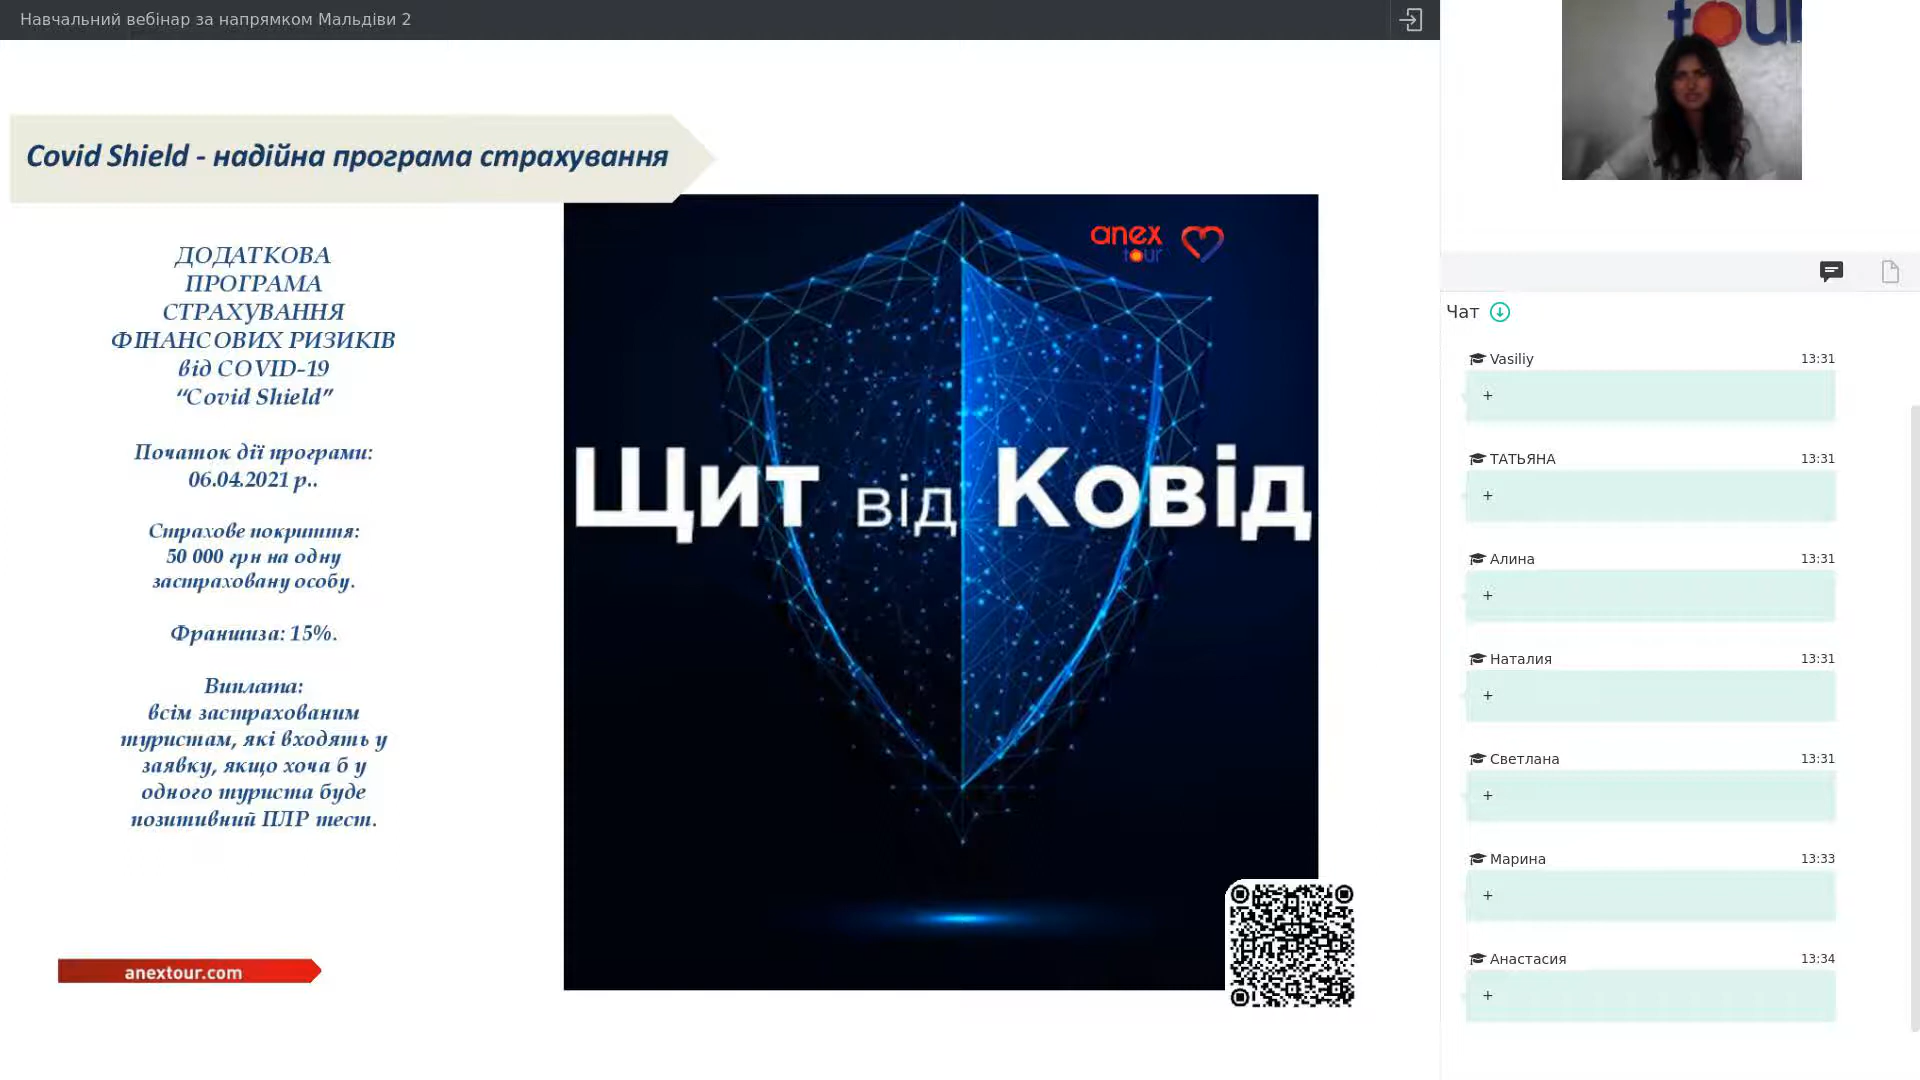 Навчальний вебінар за напрямком Мальдіви 2
tour
Covid Shield - надійна програма страхування
ДОДАТКОВА
ПРОГРАМА
СТРАХУВАННЯ
ФІНАНСОВИХ РИЗИКІВ
від COVID-19
“Covid Shield”
Початок дії програми:
06.04.2021 р..
Страхове покриття:
50 000 грн на одну
застраховану особу.
Франшиза: 15%.
Виплата:
всім застрахованим
туристам, які входять у
заявку, якщо хоча б у
одного туриста буде
позитивний ПЛР тест.
anextour.com
anex
tour
Щит від Ковід
Чат
Vasiliy 13:31
+
ТАТЬЯНА 13:31
+
Алина 13:31
+
Наталия 13:31
+
Светлана 13:31
+
Марина 13:33
+
Анастасия 13:34
+